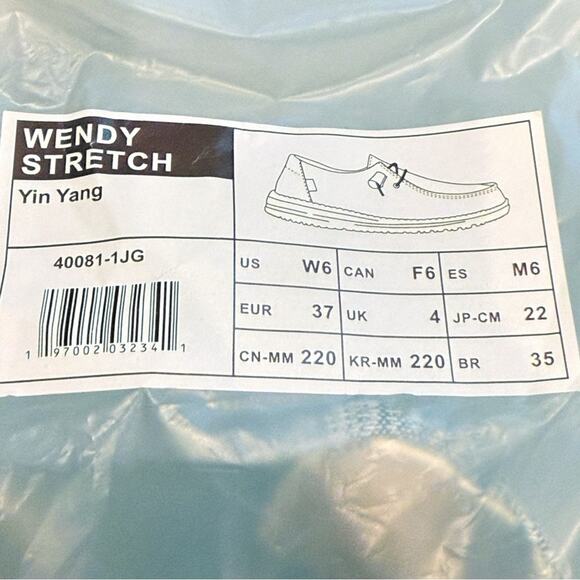 WENDY
STRETCH
Yin Yang
40081-1JG
1 97002 03234 1
US W6 CAN F6 ES M6
EUR 37 UK 4 JP-CM 22
CN-MM 220 KR-MM 220 BR 35